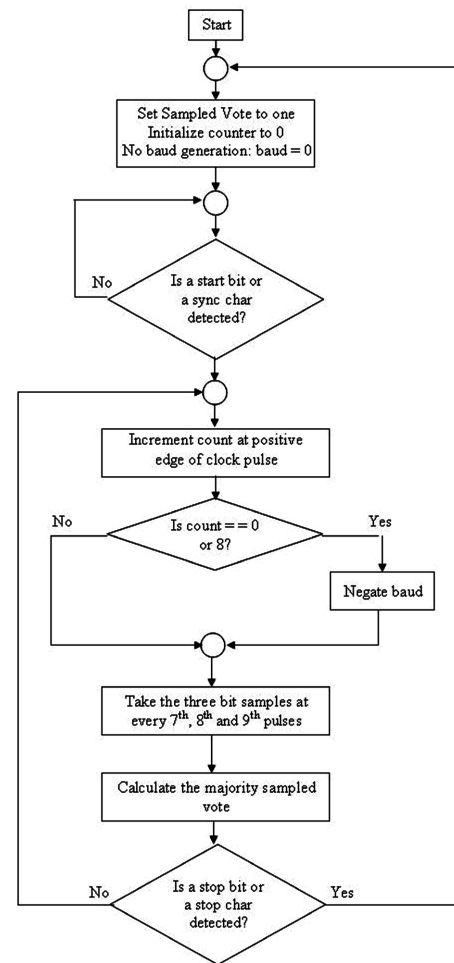 Start
Set Sampled Vote to one
Initialize counter to 0
No baud generation: baud = 0
No
Is a start bit or
a sync char
detected?
Increment count at positive
edge of clock pulse
No
Is count == 0
or 8?
Yes
Negate baud
Take the three bit samples at
every 7th, 8th and 9th pulses
Calculate the majority sampled
vote
No
Is a stop bit or
a stop char
detected?
Yes